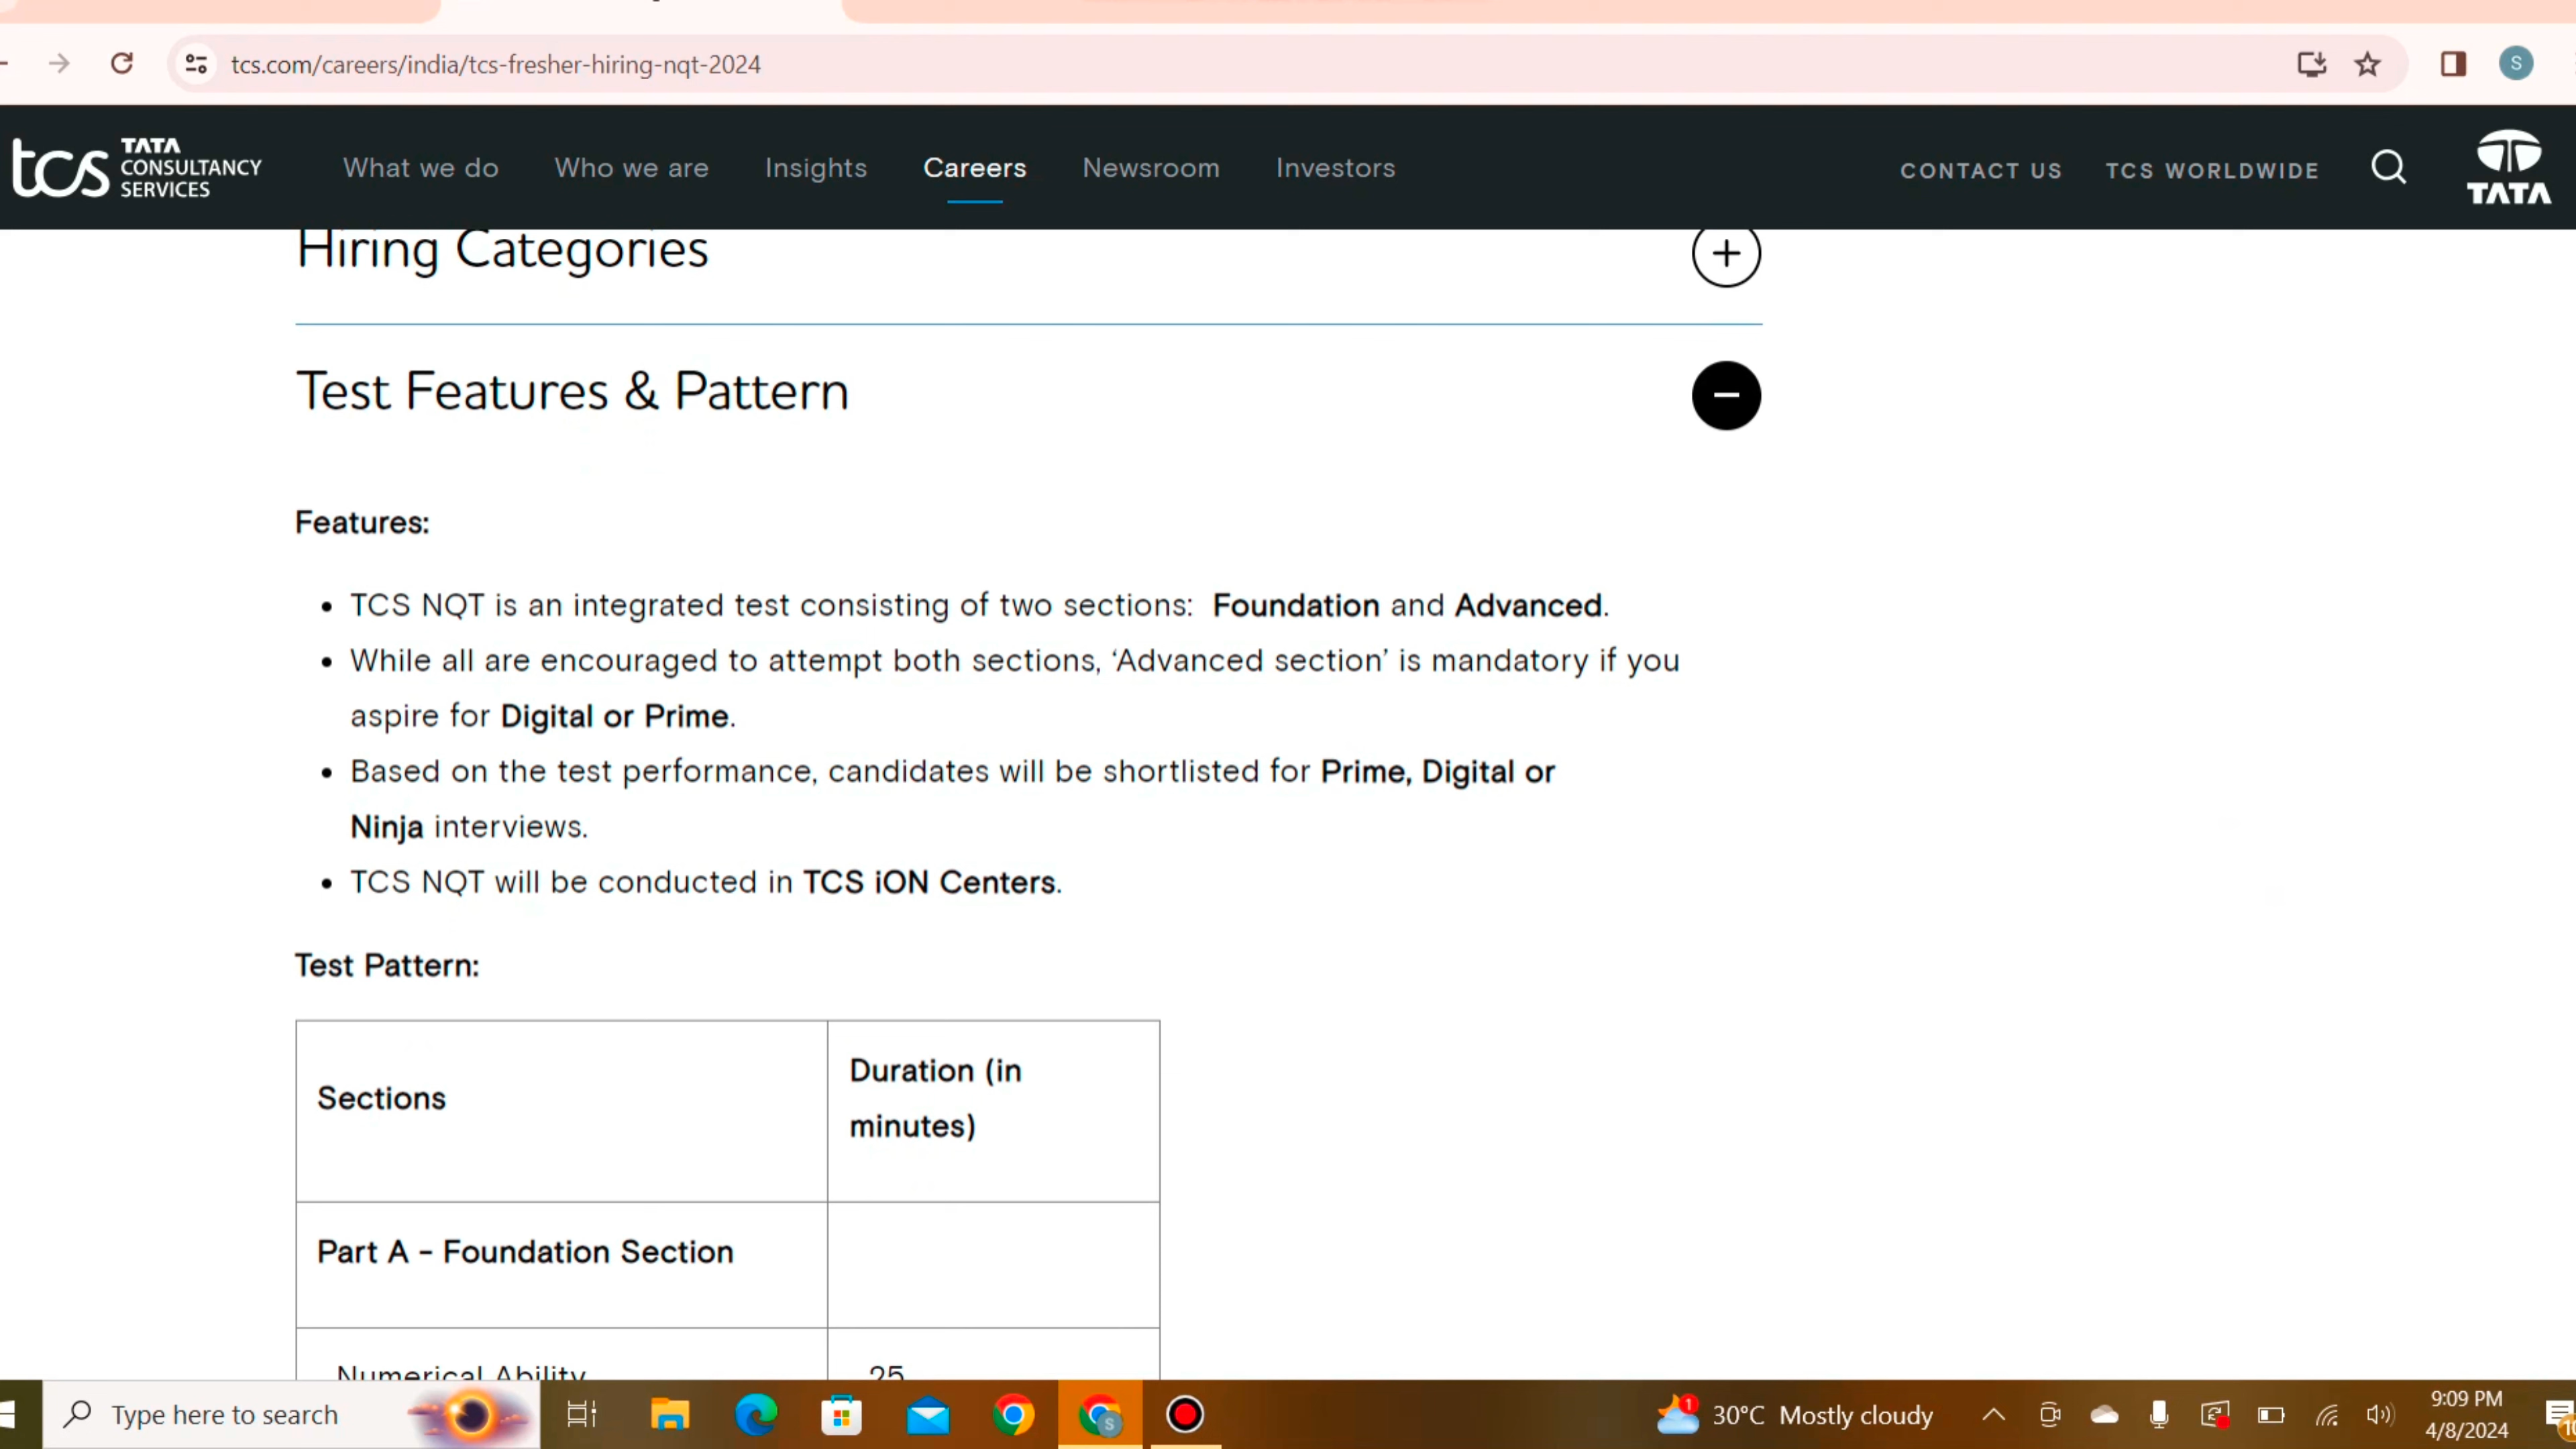 tcs.com/careers/india/tcs-fresher-hiring-nqt-2024
S
tcs TATA CONSULTANCY SERVICES
What we do Who we are Insights Careers Newsroom Investors CONTACT US TCS WORLDWIDE
TATA
Hiring Categories
Test Features & Pattern
Features:
• TCS NQT is an integrated test consisting of two sections: Foundation and Advanced.
• While all are encouraged to attempt both sections, ‘Advanced section’ is mandatory if you
aspire for Digital or Prime.
• Based on the test performance, candidates will be shortlisted for Prime, Digital or
Ninja interviews.
• TCS NQT will be conducted in TCS iON Centers.
Test Pattern:
Sections
Duration (in
minutes)
Part A - Foundation Section
Numerical Ability 25
Type here to search
S
1
30°C Mostly cloudy
9:09 PM
4/8/2024